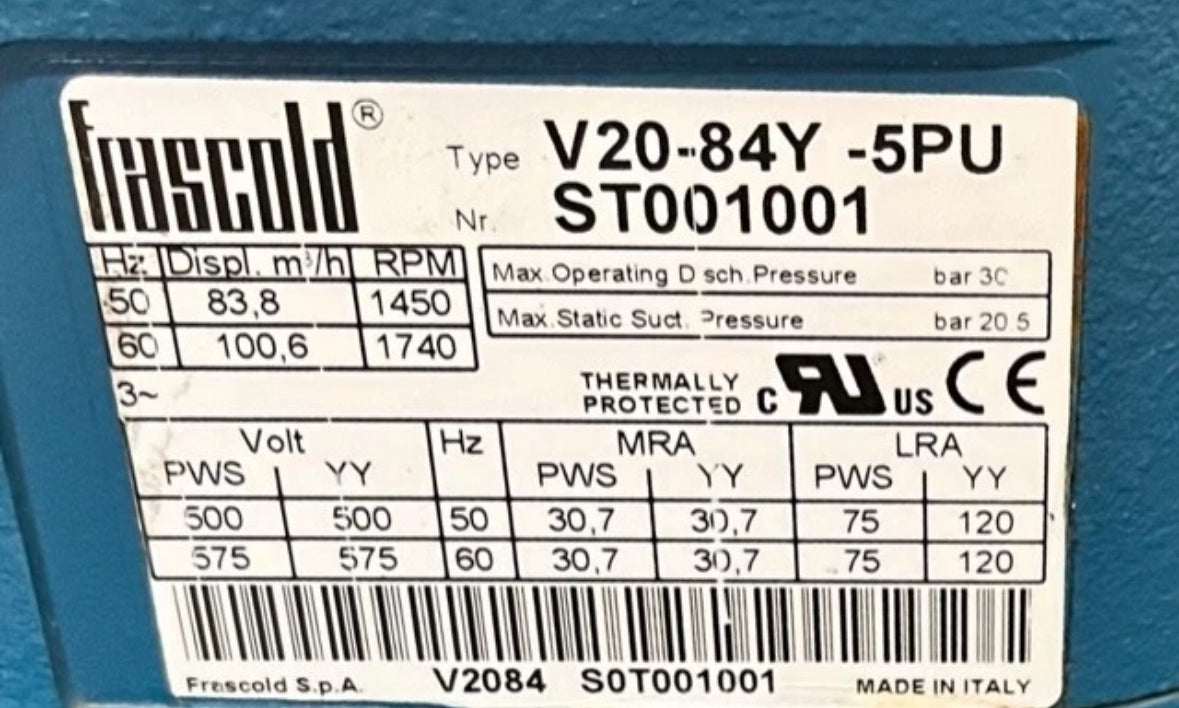 frascold®
Type V20-84Y -5PU
Nr. ST001001
Hz Displ. m³/h RPM
50 83,8 1450
60 100,6 1740
Max.Operating Disch.Pressure bar 30
Max.Static Suct. Pressure bar 20.5
3~
THERMALLY
PROTECTED C RU US CE
Volt Hz MRA LRA
PWS YY PWS YY PWS YY
500 500 50 30,7 30,7 75 120
575 575 60 30,7 30,7 75 120
Frascold S.p.A. V2084 S0T001001 MADE IN ITALY